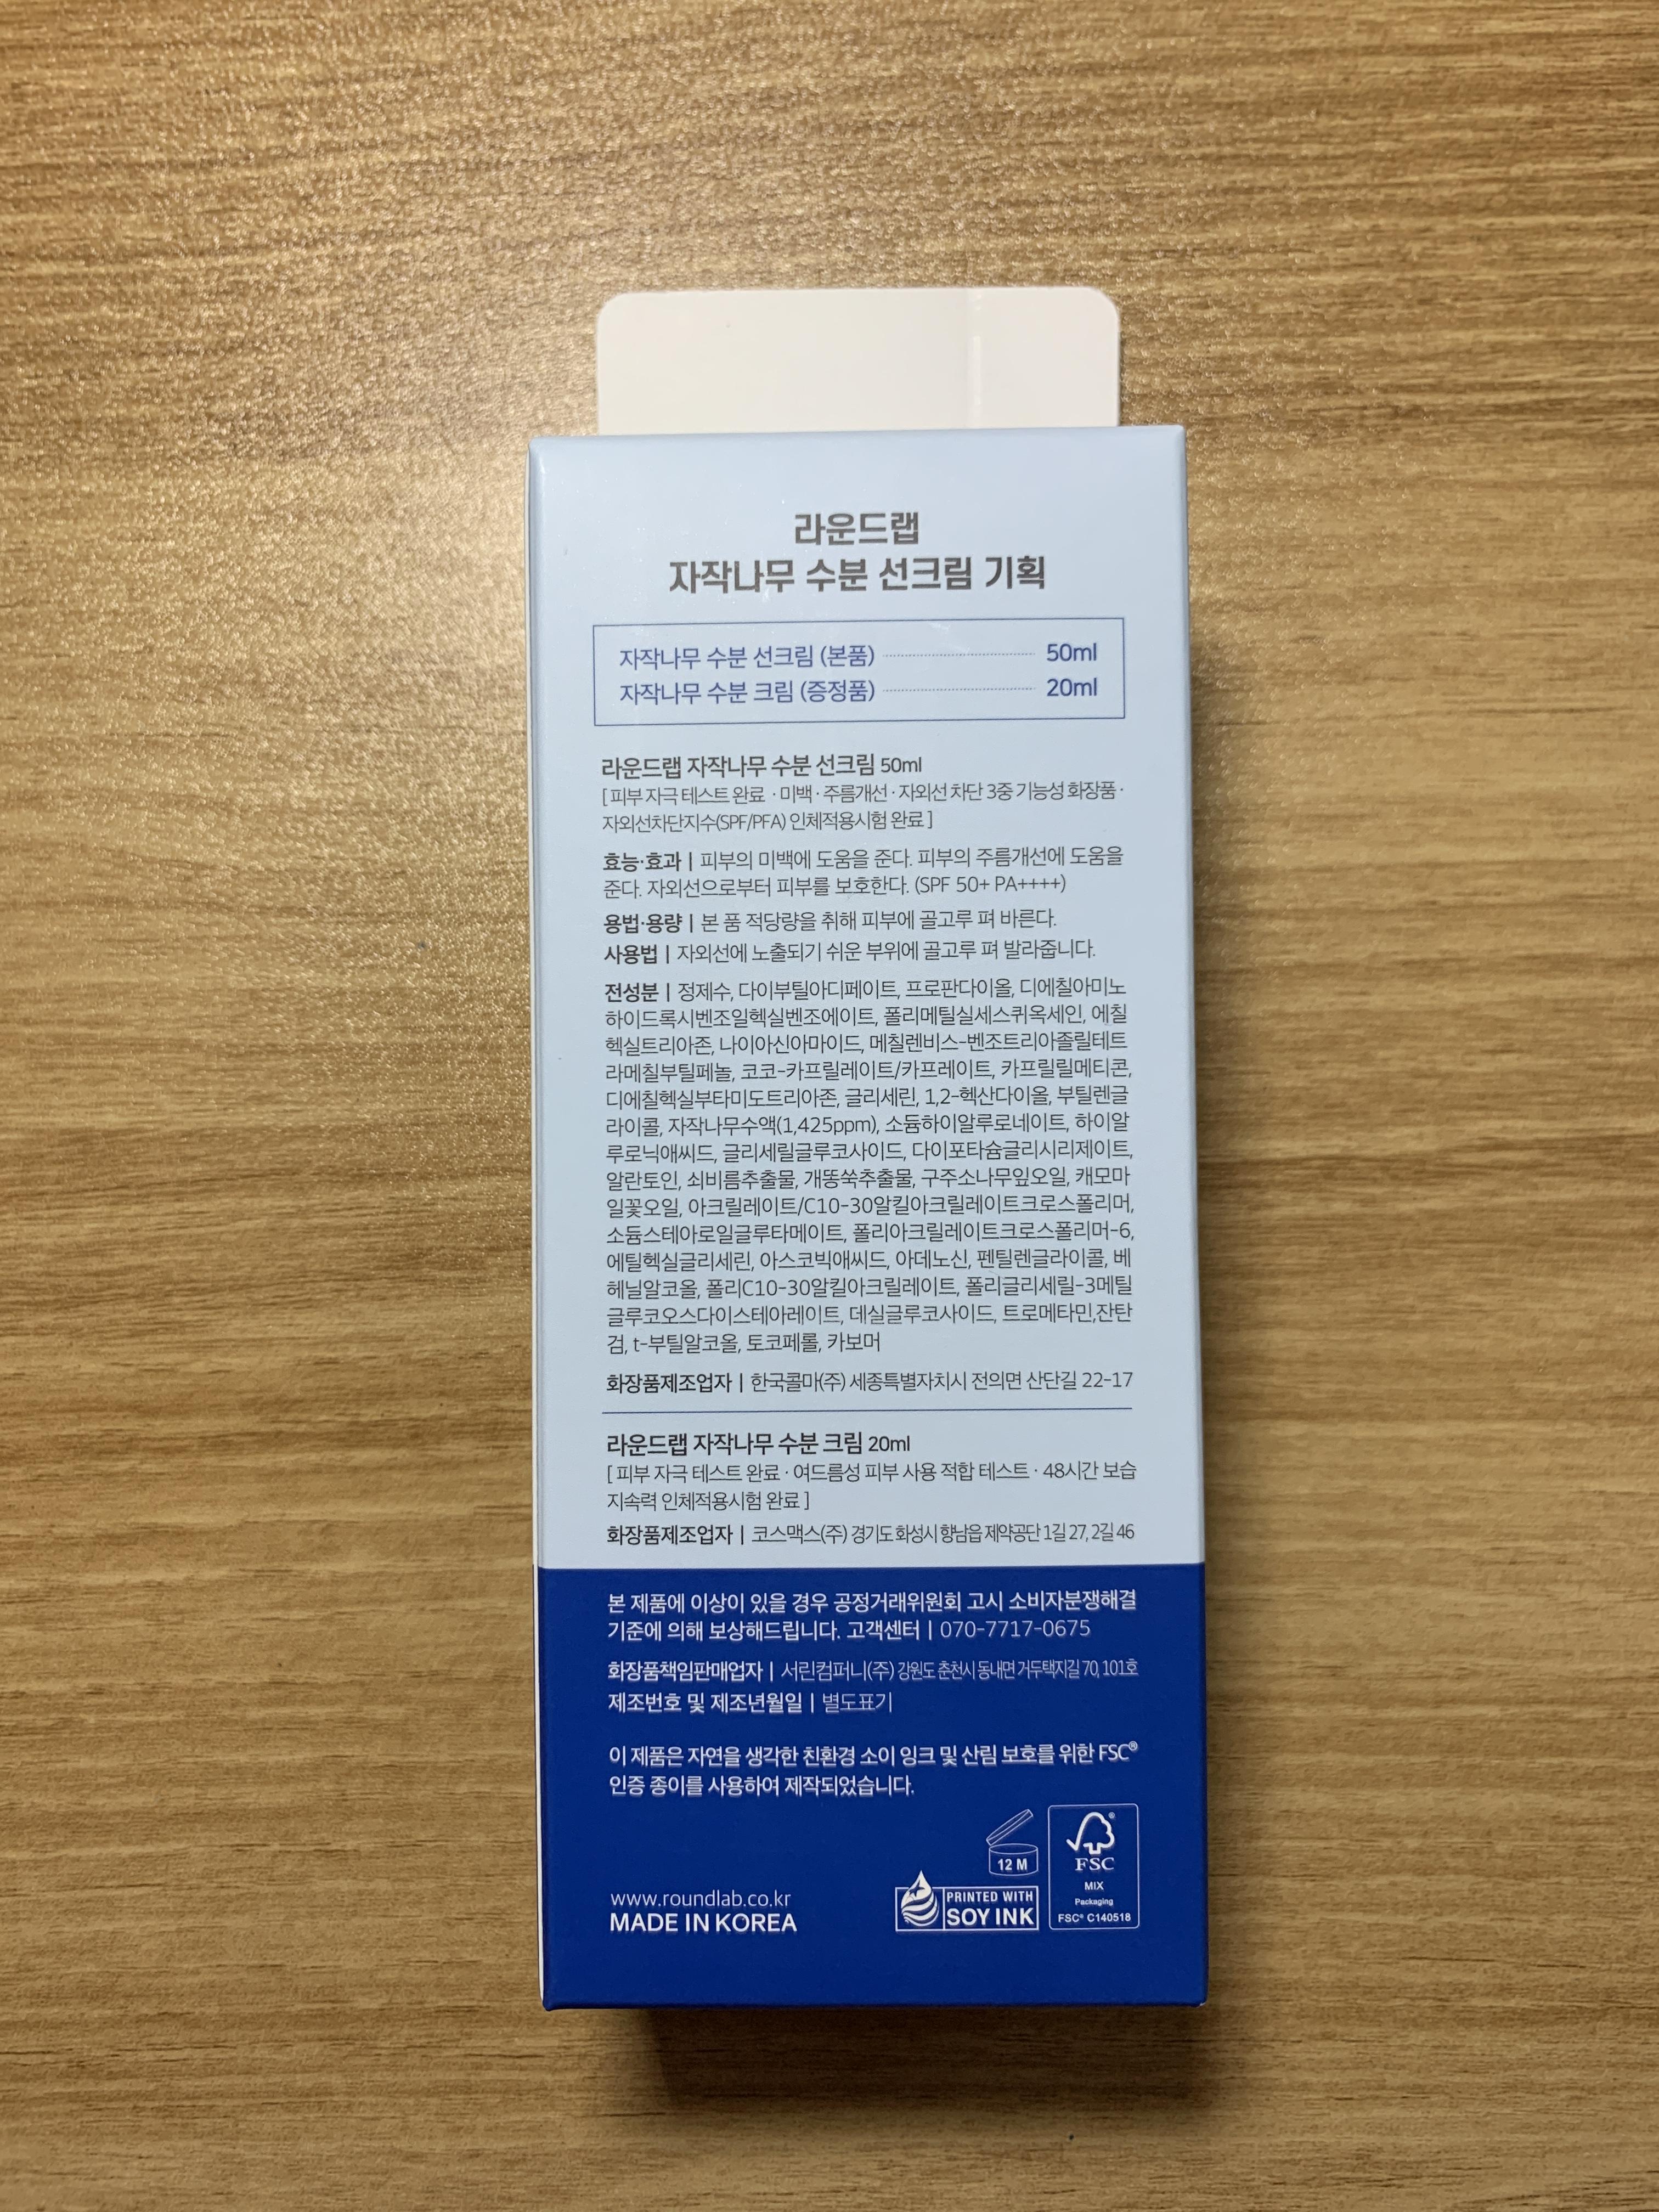 라운드랩
자작나무 수분 선크림 기획
자작나무 수분 선크림 (본품) 50ml
자작나무 수분 크림 (증정품) 20ml
라운드랩 자작나무 수분 선크림 50ml
[ 피부 자극 테스트 완료 · 미백 · 주름개선 · 자외선 차단 3중 기능성 화장품 ·
자외선차단지수(SPF/PFA) 인체적용시험 완료 ]
효능·효과 | 피부의 미백에 도움을 준다. 피부의 주름개선에 도움을
준다. 자외선으로부터 피부를 보호한다. (SPF 50+ PA++++)
용법·용량 | 본 품 적당량을 취해 피부에 골고루 펴 바른다.
사용법 | 자외선에 노출되기 쉬운 부위에 골고루 펴 발라줍니다.
전성분 | 정제수, 다이부틸아디페이트, 프로판다이올, 디에칠아미노
하이드록시벤조일헥실벤조에이트, 폴리메틸실세스퀴옥세인, 에칠
헥실트리아존, 나이아신아마이드, 메칠렌비스-벤조트리아졸릴테트
라메칠부틸페놀, 코코-카프릴레이트/카프레이트, 카프릴릴메티콘,
디에칠헥실부타미도트리아존, 글리세린, 1,2-헥산다이올, 부틸렌글
라이콜, 자작나무수액(1,425ppm), 소듐하이알루로네이트, 하이알
루로닉애씨드, 글리세릴글루코사이드, 다이포타슘글리시리제이트,
알란토인, 쇠비름추출물, 개똥쑥추출물, 구주소나무잎오일, 캐모마
일꽃오일, 아크릴레이트/C10-30알킬아크릴레이트크로스폴리머,
소듐스테아로일글루타메이트, 폴리아크릴레이트크로스폴리머-6,
에틸헥실글리세린, 아스코빅애씨드, 아데노신, 펜틸렌글라이콜, 베
헤닐알코올, 폴리C10-30알킬아크릴레이트, 폴리글리세릴-3메틸
글루코오스다이스테아레이트, 데실글루코사이드, 트로메타민,잔탄
검, t-부틸알코올, 토코페롤, 카보머
화장품제조업자 | 한국콜마(주) 세종특별자치시 전의면 산단길 22-17
라운드랩 자작나무 수분 크림 20ml
[ 피부 자극 테스트 완료 · 여드름성 피부 사용 적합 테스트 · 48시간 보습
지속력 인체적용시험 완료 ]
화장품제조업자 | 코스맥스(주) 경기도 화성시 향남읍 제약공단 1길 27, 2길 46
본 제품에 이상이 있을 경우 공정거래위원회 고시 소비자분쟁해결
기준에 의해 보상해드립니다. 고객센터 | 070-7717-0675
화장품책임판매업자 | 서린컴퍼니(주) 강원도 춘천시 동내면 거두택지길 70, 101호
제조번호 및 제조년월일 | 별도표기
이 제품은 자연을 생각한 친환경 소이 잉크 및 산림 보호를 위한 FSC®
인증 종이를 사용하여 제작되었습니다.
12 M
FSC
MIX
Packaging
FSC® C140518
PRINTED WITH
SOY INK
www.roundlab.co.kr
MADE IN KOREA